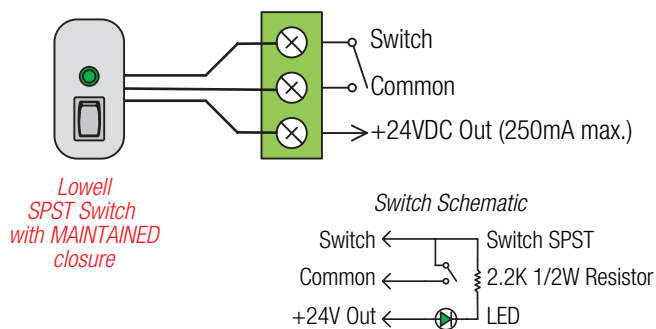 Switch
Common
+24VDC Out (250mA max.)
Lowell
SPST Switch
with MAINTAINED
closure
Switch Schematic
Switch
Switch SPST
Common
2.2K 1/2W Resistor
+24V Out
LED